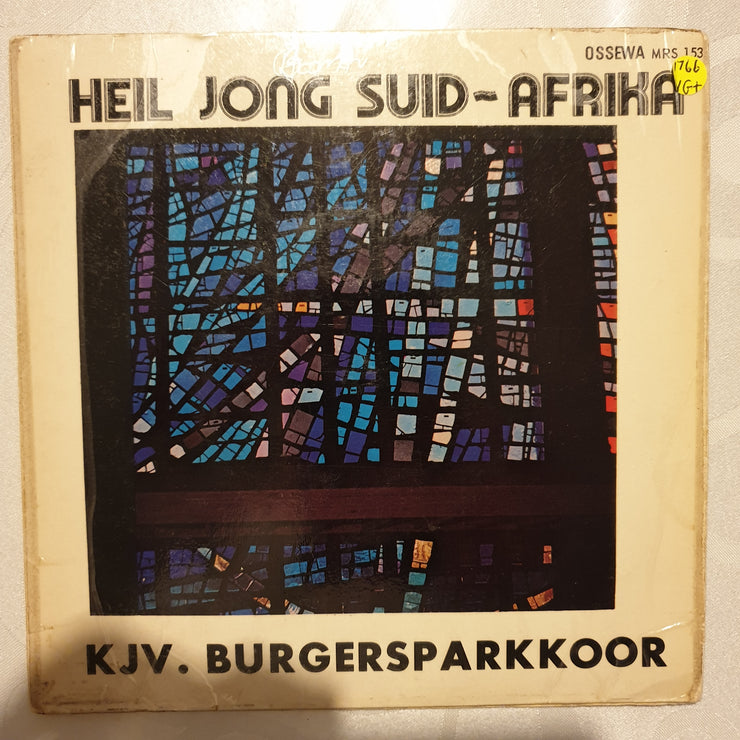 OSSEWA MRS 153
1766
VG+
HEIL JONG SUID-AFRIKA
KJV. BURGERSPARKKOOR